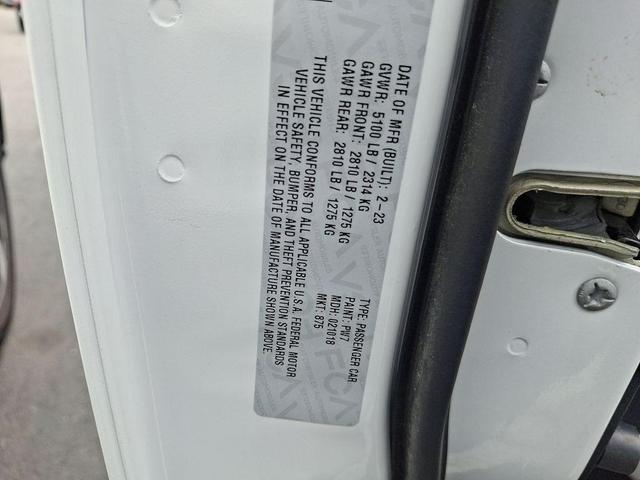 DATE OF MFR (BUILT): 2-23
GVWR: 5100 LB / 2314 KG
GAWR FRONT: 2810 LB / 1275 KG
GAWR REAR: 2810 LB / 1275 KG
THIS VEHICLE CONFORMS TO ALL APPLICABLE U.S.A. FEDERAL MOTOR
VEHICLE SAFETY, BUMPER, AND THEFT PREVENTION STANDARDS
IN EFFECT ON THE DATE OF MANUFACTURE SHOWN ABOVE.
TYPE: PASSENGER CAR
PAINT: PW7
MDH: 021018
MKT: 875
FCA